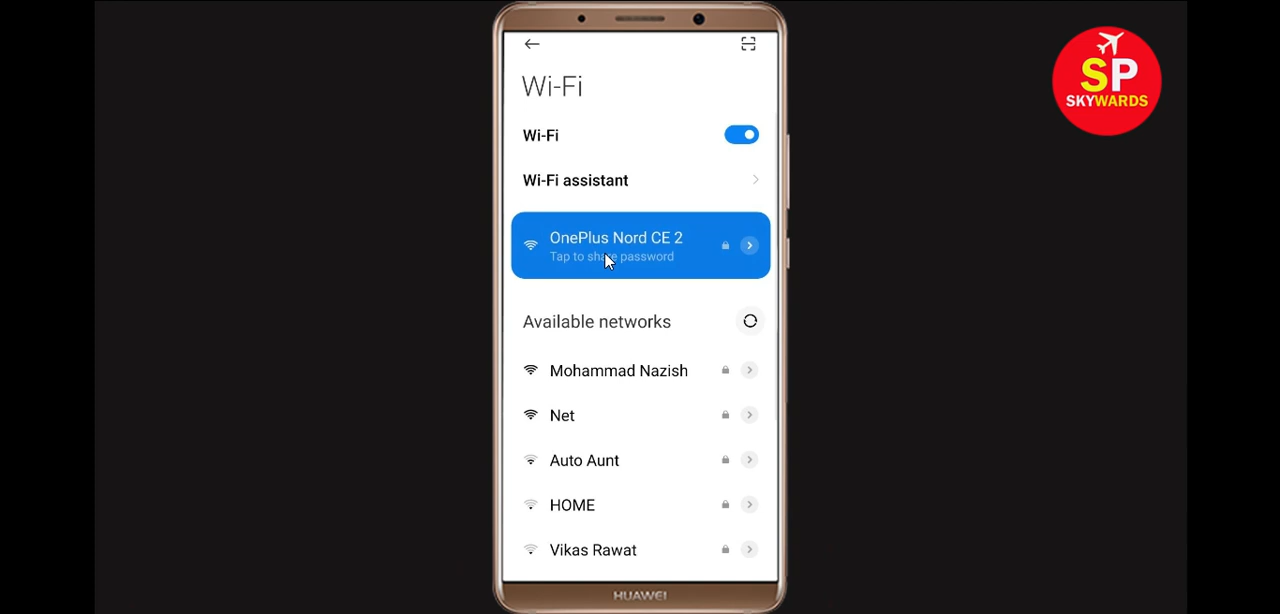 Wi-Fi
Wi-Fi
Wi-Fi assistant
OnePlus Nord CE 2
Tap to share password
Available networks
Mohammad Nazish
Net
Auto Aunt
HOME
Vikas Rawat
HUAWEI
SP
SKYWARDS